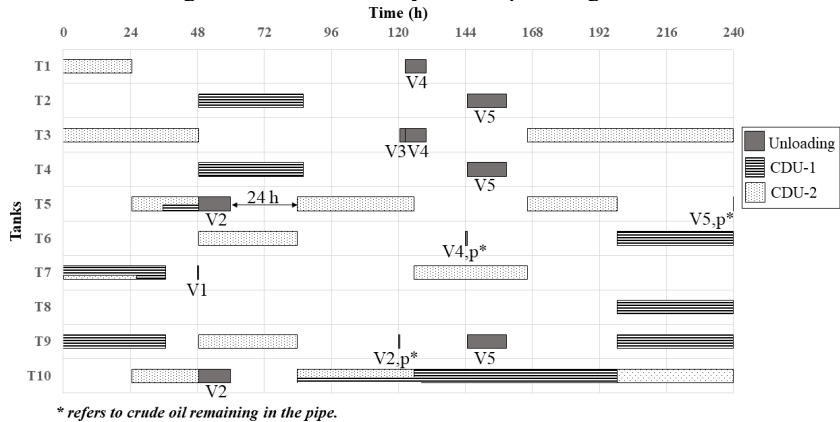 Time (h)
0 24 48 72 96 120 144 168 192 216 240
T1
V4
T2
V5
T3
V3V4
T4
V5
Unloading
CDU-1
CDU-2
Tanks
T5
V2
24 h
V5,p*
T6
V4,p*
T7
V1
T8
T9
V2,p*
V5
T10
V2
* refers to crude oil remaining in the pipe.